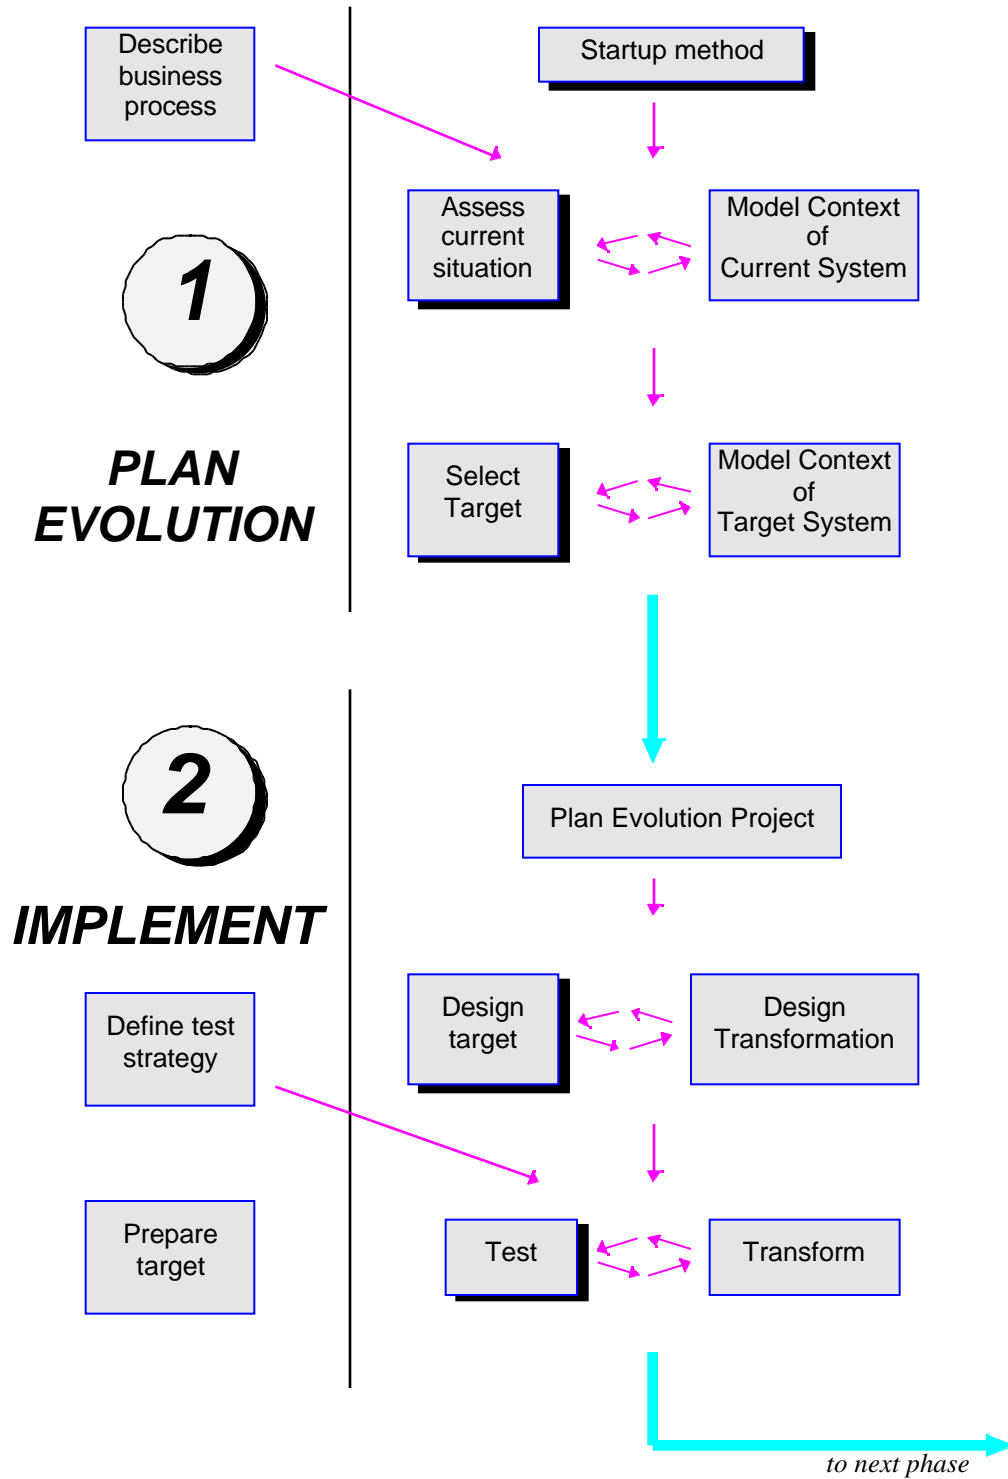 Describe
business
process
Startup method
Assess
current
situation
Model Context
of
Current System
1
PLAN
EVOLUTION
Select
Target
Model Context
of
Target System
2
IMPLEMENT
Plan Evolution Project
Define test
strategy
Design
target
Design
Transformation
Prepare
target
Test
Transform
to next phase